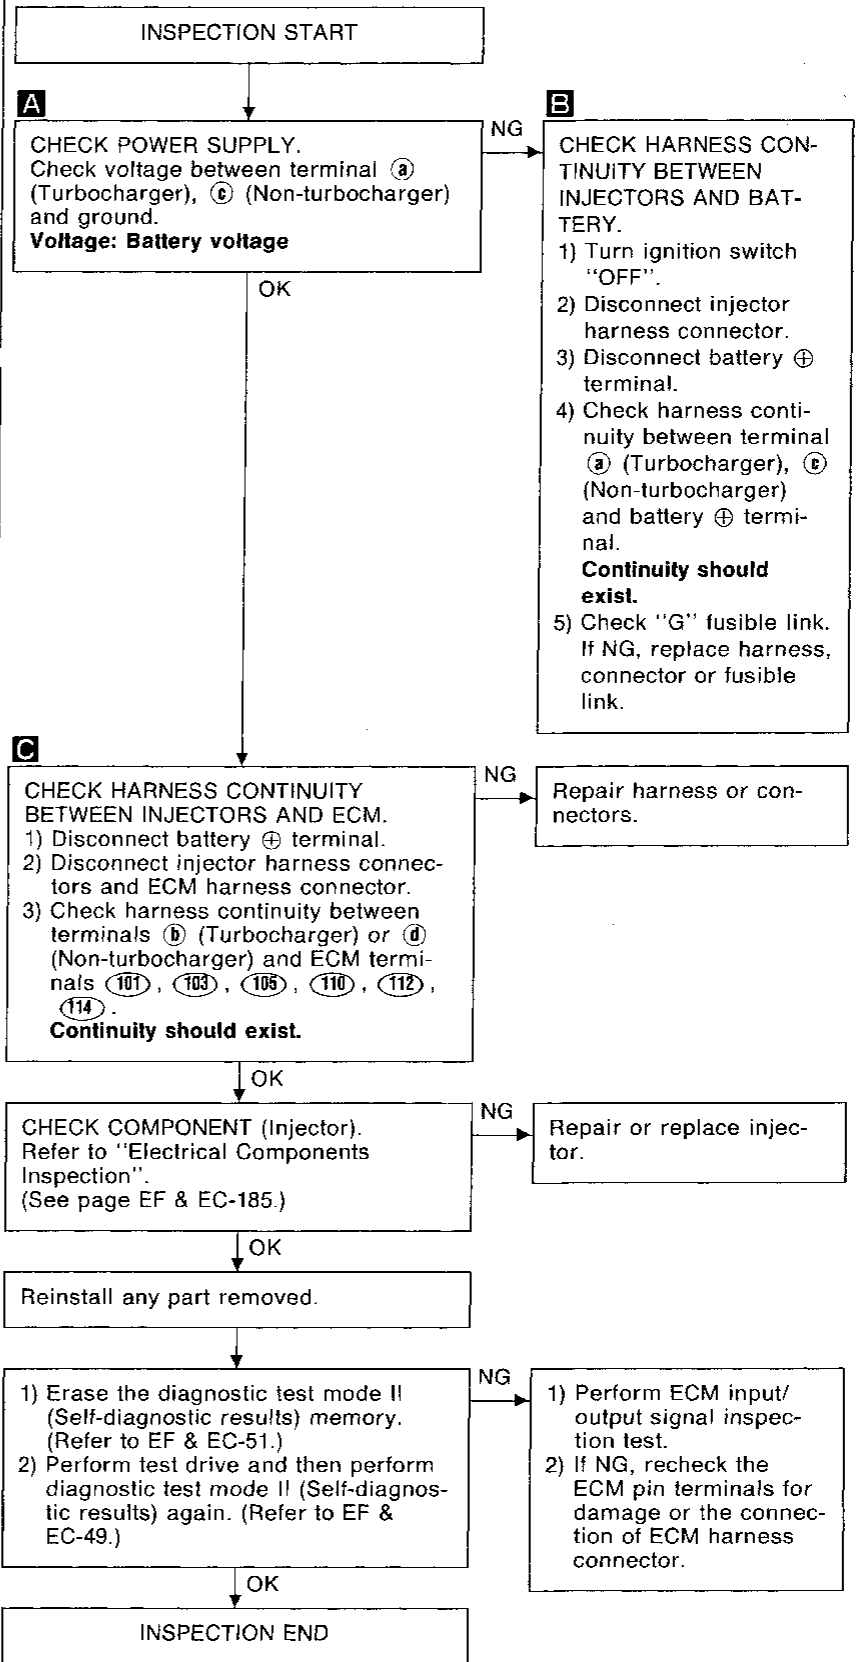 INSPECTION START
A
CHECK POWER SUPPLY.
Check voltage between terminal ⓐ
(Turbocharger), ⓒ (Non-turbocharger)
and ground.
Voltage: Battery voltage
NG
OK
B
CHECK HARNESS CON-
TINUITY BETWEEN
INJECTORS AND BAT-
TERY.
1) Turn ignition switch
"OFF".
2) Disconnect injector
harness connector.
3) Disconnect battery ⊕
terminal.
4) Check harness conti-
nuity between terminal
ⓐ (Turbocharger), ⓒ
(Non-turbocharger)
and battery ⊕ termi-
nal.
Continuity should
exist.
5) Check "G" fusible link.
If NG, replace harness,
connector or fusible
link.
C
CHECK HARNESS CONTINUITY
BETWEEN INJECTORS AND ECM.
1) Disconnect battery ⊕ terminal.
2) Disconnect injector harness connec-
tors and ECM harness connector.
3) Check harness continuity between
terminals ⓑ (Turbocharger) or ⓓ
(Non-turbocharger) and ECM termi-
nals 101, 103, 105, 110, 112,
114.
Continuity should exist.
NG
Repair harness or con-
nectors.
OK
CHECK COMPONENT (Injector).
Refer to "Electrical Components
Inspection".
(See page EF & EC-185.)
NG
Repair or replace injec-
tor.
OK
Reinstall any part removed.
1) Erase the diagnostic test mode II
(Self-diagnostic results) memory.
(Refer to EF & EC-51.)
2) Perform test drive and then perform
diagnostic test mode II (Self-diagnos-
tic results) again. (Refer to EF &
EC-49.)
NG
1) Perform ECM input/
output signal inspec-
tion test.
2) If NG, recheck the
ECM pin terminals for
damage or the connec-
tion of ECM harness
connector.
OK
INSPECTION END